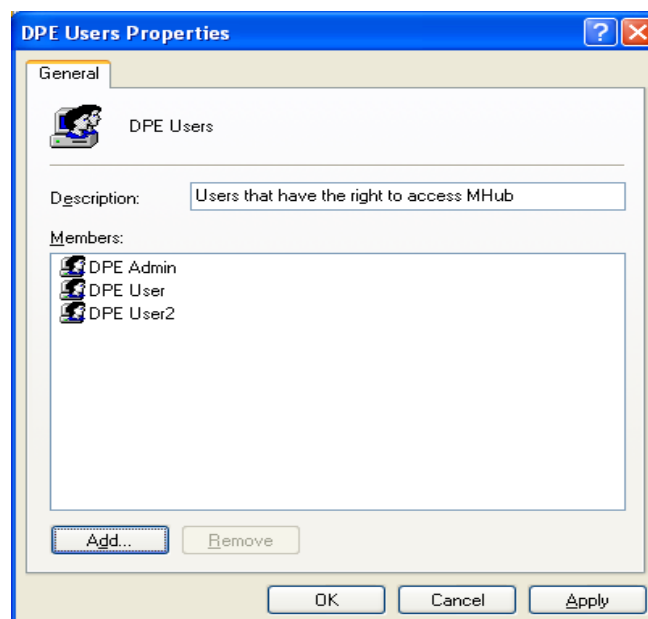 DPE Users Properties
?
General
DPE Users
Description: Users that have the right to access MHub
Members:
DPE Admin
DPE User
DPE User2
Add... Remove
OK Cancel Apply